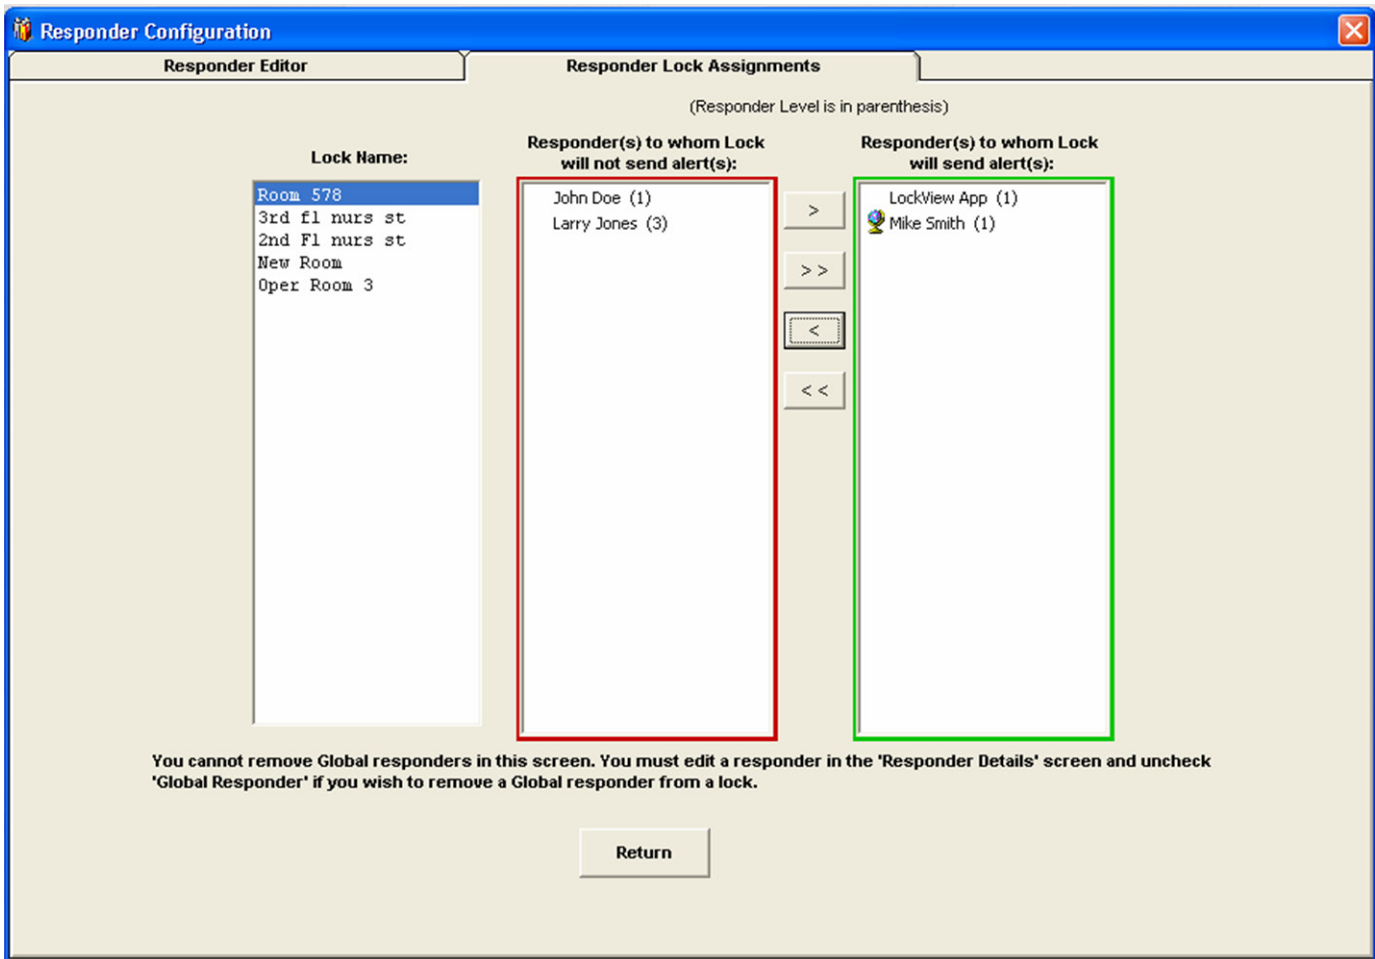 Responder Configuration
Responder Editor
Responder Lock Assignments
(Responder Level is in parenthesis)
Lock Name:
Responder(s) to whom Lock
will not send alert(s):
Responder(s) to whom Lock
will send alert(s):
Room 578
3rd fl nurs st
2nd Fl nurs st
New Room
Oper Room 3
John Doe (1)
Larry Jones (3)
>
>>
<
<<
LockView App (1)
Mike Smith (1)
You cannot remove Global responders in this screen. You must edit a responder in the 'Responder Details' screen and uncheck
'Global Responder' if you wish to remove a Global responder from a lock.
Return